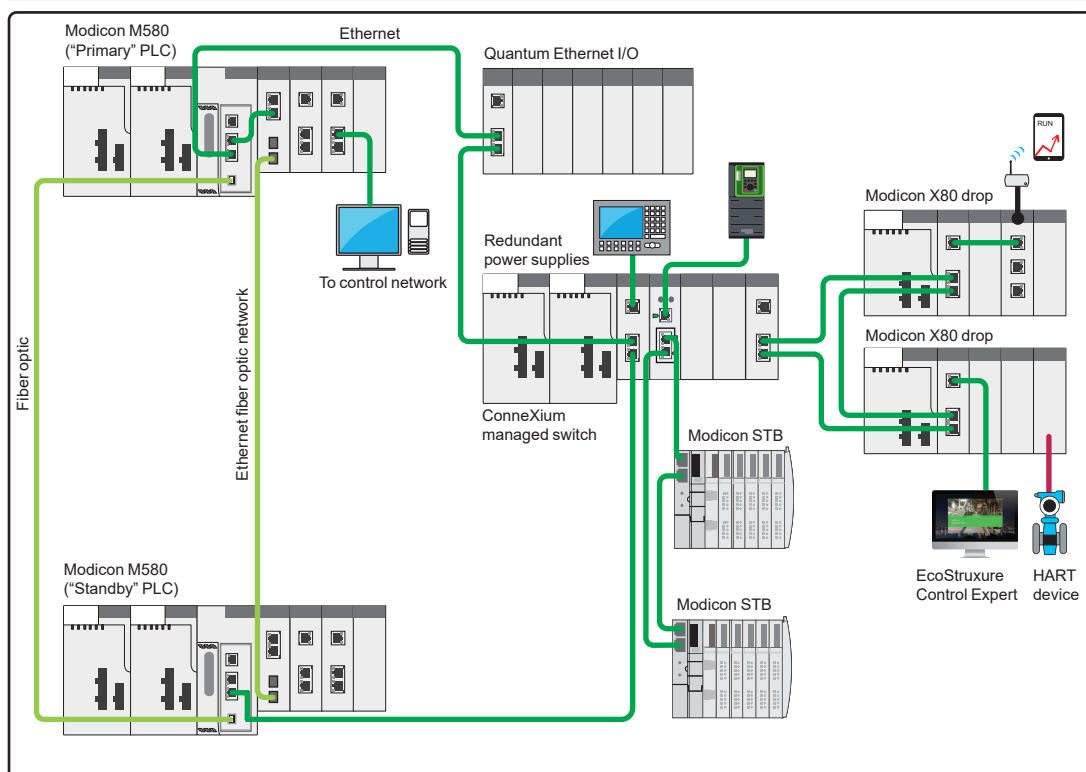 Modicon M580
("Primary" PLC)
Ethernet
Quantum Ethernet I/O
RUN
Modicon X80 drop
Redundant
power supplies
To control network
Modicon X80 drop
Fiber optic
Ethernet fiber optic network
ConneXium
managed switch
Modicon STB
EcoStruxure
Control Expert
HART
device
Modicon M580
("Standby" PLC)
Modicon STB